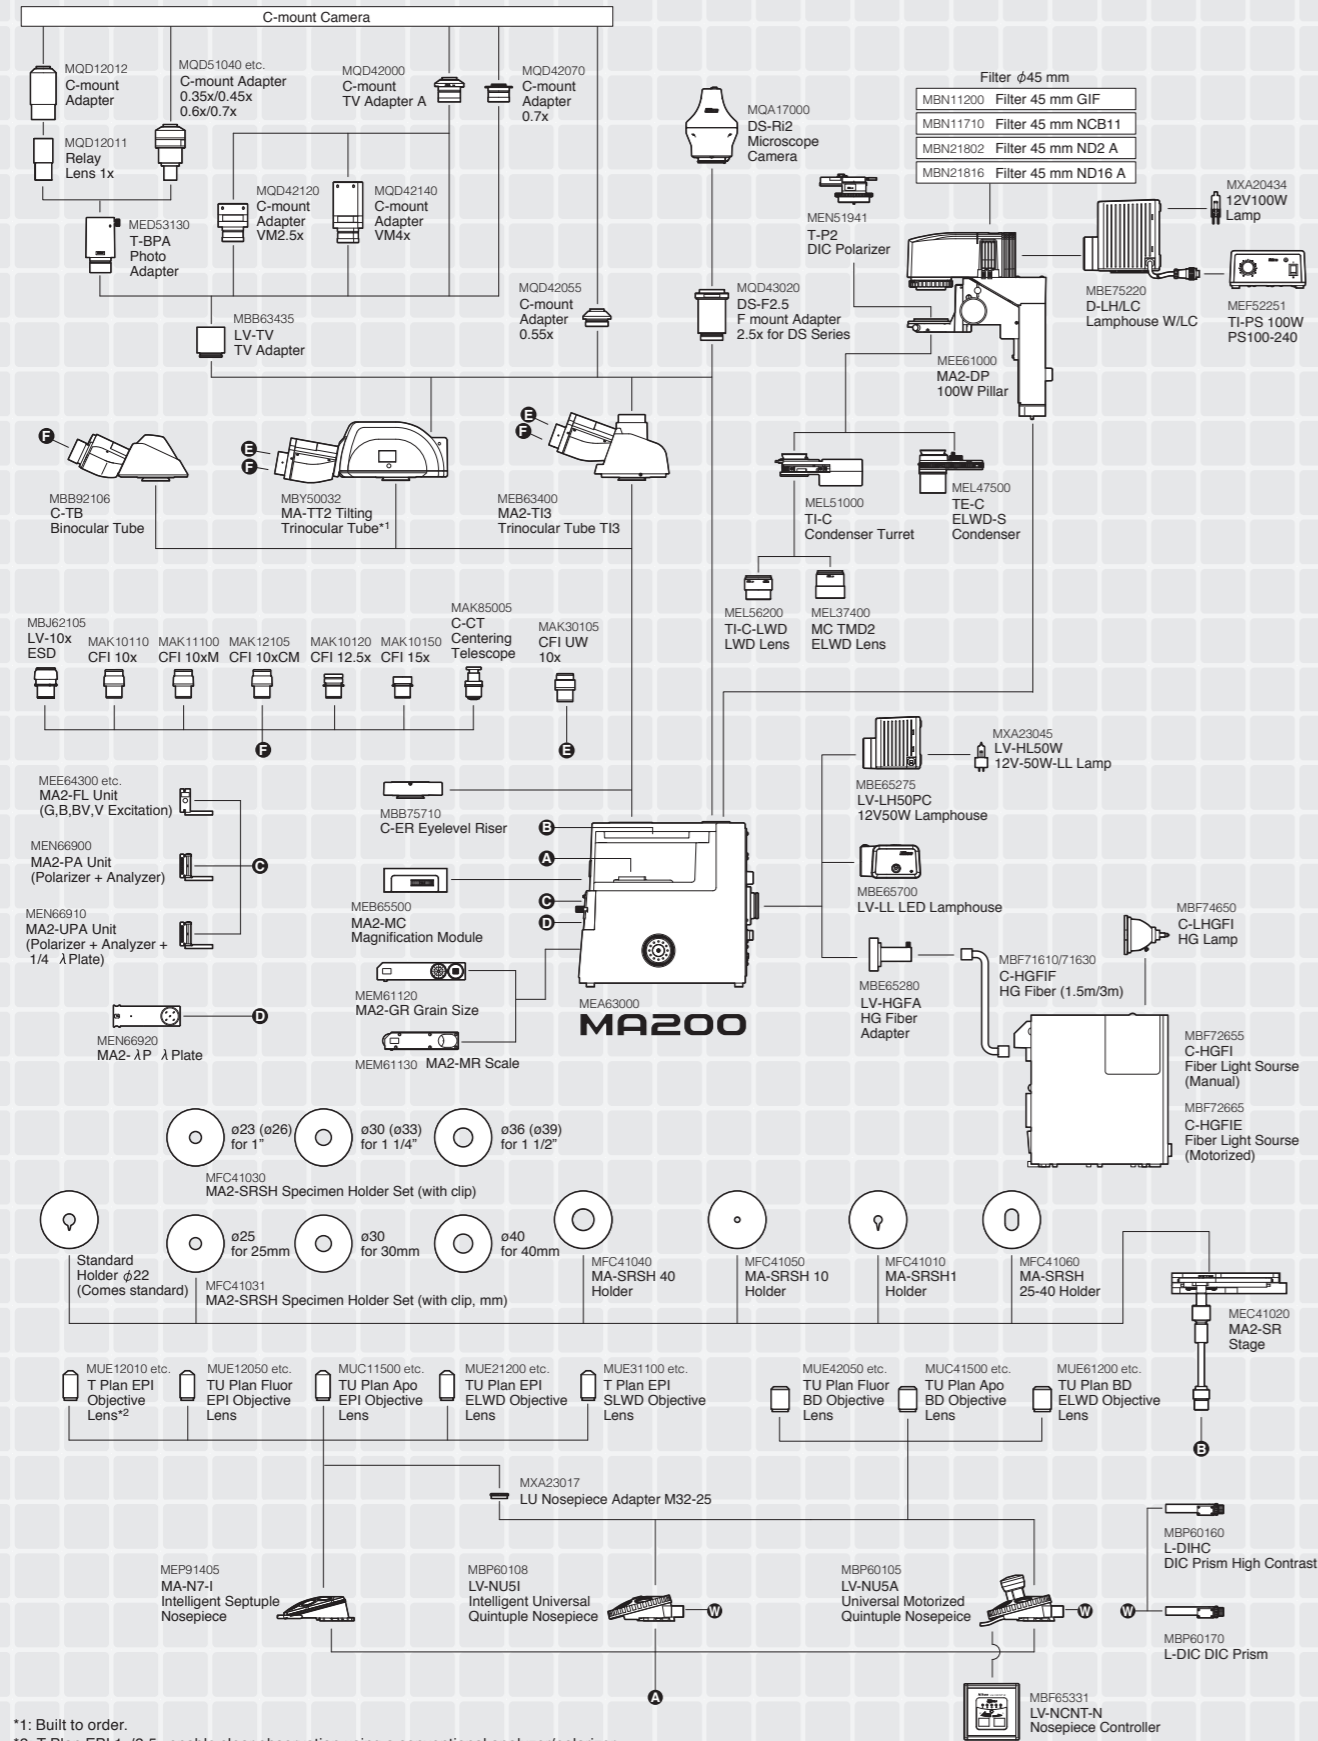 C-mount Camera
MQD12012
C-mount
Adapter
MQD51040 etc.
C-mount Adapter
0.35x/0.45x
0.6x/0.7x
MQD42000
C-mount
TV Adapter A
MQD42070
C-mount
Adapter
0.7x
MQD12011
Relay
Lens 1x
MQD42120
C-mount
Adapter
VM2.5x
MQD42140
C-mount
Adapter
VM4x
MED53130
T-BPA
Photo
Adapter
MBB63435
LV-TV
TV Adapter
MQD42055
C-mount
Adapter
0.55x
MQA17000
DS-Ri2
Microscope
Camera
MQD43020
DS-F2.5
F mount Adapter
2.5x for DS Series
Filter ϕ45 mm
MBN11200 Filter 45 mm GIF
MBN11710 Filter 45 mm NCB11
MBN21802 Filter 45 mm ND2 A
MBN21816 Filter 45 mm ND16 A
MEN51941
T-P2
DIC Polarizer
MXA20434
12V100W
Lamp
MBE75220
D-LH/LC
Lamphouse W/LC
MEF52251
TI-PS 100W
PS100-240
MEE61000
MA2-DP
100W Pillar
F
E
F
E
F
MBB92106
C-TB
Binocular Tube
MBY50032
MA-TT2 Tilting
Trinocular Tube*1
MEB63400
MA2-TI3
Trinocular Tube TI3
MEL51000
TI-C
Condenser Turret
MEL47500
TE-C
ELWD-S
Condenser
MEL56200
TI-C-LWD
LWD Lens
MEL37400
MC TMD2
ELWD Lens
MBJ62105
LV-10x
ESD
MAK10110
CFI 10x
MAK11100
CFI 10xM
MAK12105
CFI 10xCM
MAK10120
CFI 12.5x
MAK10150
CFI 15x
MAK85005
C-CT
Centering
Telescope
MAK30105
CFI UW
10x
F
E
MEE64300 etc.
MA2-FL Unit
(G,B,BV,V Excitation)
MEN66900
MA2-PA Unit
(Polarizer + Analyzer)
C
MEN66910
MA2-UPA Unit
(Polarizer + Analyzer +
1/4 λPlate)
MEN66920
MA2- λP λPlate
D
MBB75710
C-ER Eyelevel Riser
MEB65500
MA2-MC
Magnification Module
MEM61120
MA2-GR Grain Size
MEM61130 MA2-MR Scale
B
A
C
D
MEA63000
MA200
MXA23045
LV-HL50W
12V-50W-LL Lamp
MBE65275
LV-LH50PC
12V50W Lamphouse
MBE65700
LV-LL LED Lamphouse
MBE65280
LV-HGFA
HG Fiber
Adapter
MBF71610/71630
C-HGFIF
HG Fiber (1.5m/3m)
MBF74650
C-LHGFI
HG Lamp
MBF72655
C-HGFI
Fiber Light Sourse
(Manual)
MBF72665
C-HGFIE
Fiber Light Sourse
(Motorized)
ø23 (ø26)
for 1"
ø30 (ø33)
for 1 1/4"
ø36 (ø39)
for 1 1/2"
MFC41030
MA2-SRSH Specimen Holder Set (with clip)
Standard
Holder ϕ22
(Comes standard)
ø25
for 25mm
ø30
for 30mm
ø40
for 40mm
MFC41031
MA2-SRSH Specimen Holder Set (with clip, mm)
MFC41040
MA-SRSH 40
Holder
MFC41050
MA-SRSH 10
Holder
MFC41010
MA-SRSH1
Holder
MFC41060
MA-SRSH
25-40 Holder
MEC41020
MA2-SR
Stage
B
MUE12010 etc.
T Plan EPI
Objective
Lens*2
MUE12050 etc.
TU Plan Fluor
EPI Objective
Lens
MUC11500 etc.
TU Plan Apo
EPI Objective
Lens
MUE21200 etc.
TU Plan EPI
ELWD Objective
Lens
MUE31100 etc.
T Plan EPI
SLWD Objective
Lens
MUE42050 etc.
TU Plan Fluor
BD Objective
Lens
MUC41500 etc.
TU Plan Apo
BD Objective
Lens
MUE61200 etc.
TU Plan BD
ELWD Objective
Lens
MXA23017
LU Nosepiece Adapter M32-25
MEP91405
MA-N7-I
Intelligent Septuple
Nosepiece
MBP60108
LV-NU5I
Intelligent Universal
Quintuple Nosepiece
W
MBP60105
LV-NU5A
Universal Motorized
Quintuple Nosepeice
W
W
MBP60160
L-DIHC
DIC Prism High Contrast
MBP60170
L-DIC DIC Prism
A
MBF65331
LV-NCNT-N
Nosepiece Controller
*1: Built to order.